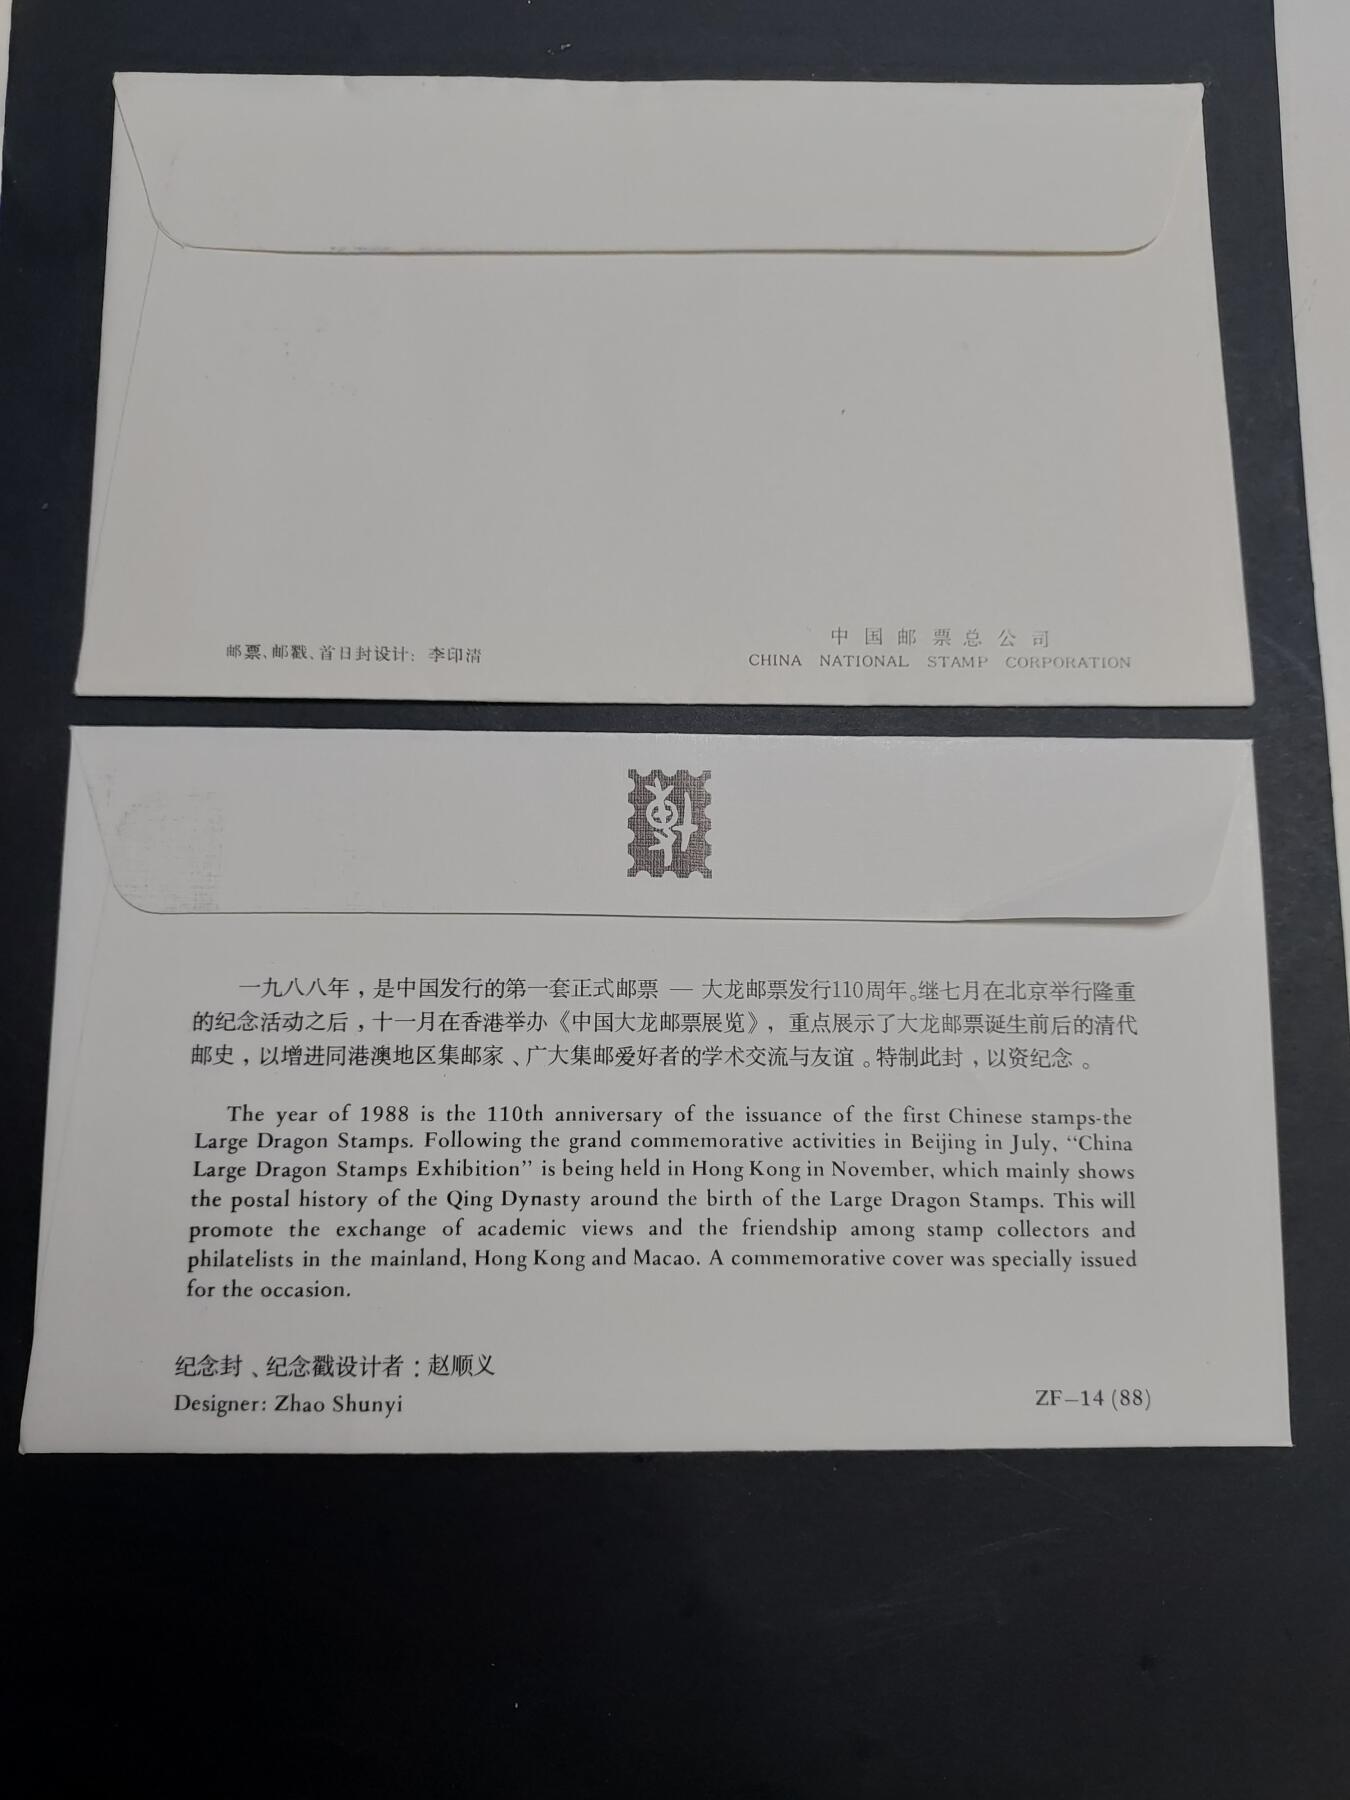 邮票、邮戳、首日封设计：李印清
中国邮票总公司
CHINA NATIONAL STAMP CORPORATION
一九八八年，是中国发行的第一套正式邮票 — 大龙邮票发行110周年。继七月在北京举行隆重
的纪念活动之后，十一月在香港举办《中国大龙邮票展览》，重点展示了大龙邮票诞生前后的清代
邮史，以增进同港澳地区集邮家、广大集邮爱好者的学术交流与友谊。特制此封，以资纪念。
The year of 1988 is the 110th anniversary of the issuance of the first Chinese stamps-the
Large Dragon Stamps. Following the grand commemorative activities in Beijing in July, “China
Large Dragon Stamps Exhibition” is being held in Hong Kong in November, which mainly shows
the postal history of the Qing Dynasty around the birth of the Large Dragon Stamps. This will
promote the exchange of academic views and the friendship among stamp collectors and
philatelists in the mainland, Hong Kong and Macao. A commemorative cover was specially issued
for the occasion.
纪念封、纪念戳设计者：赵顺义
Designer: Zhao Shunyi
ZF—14 (88)